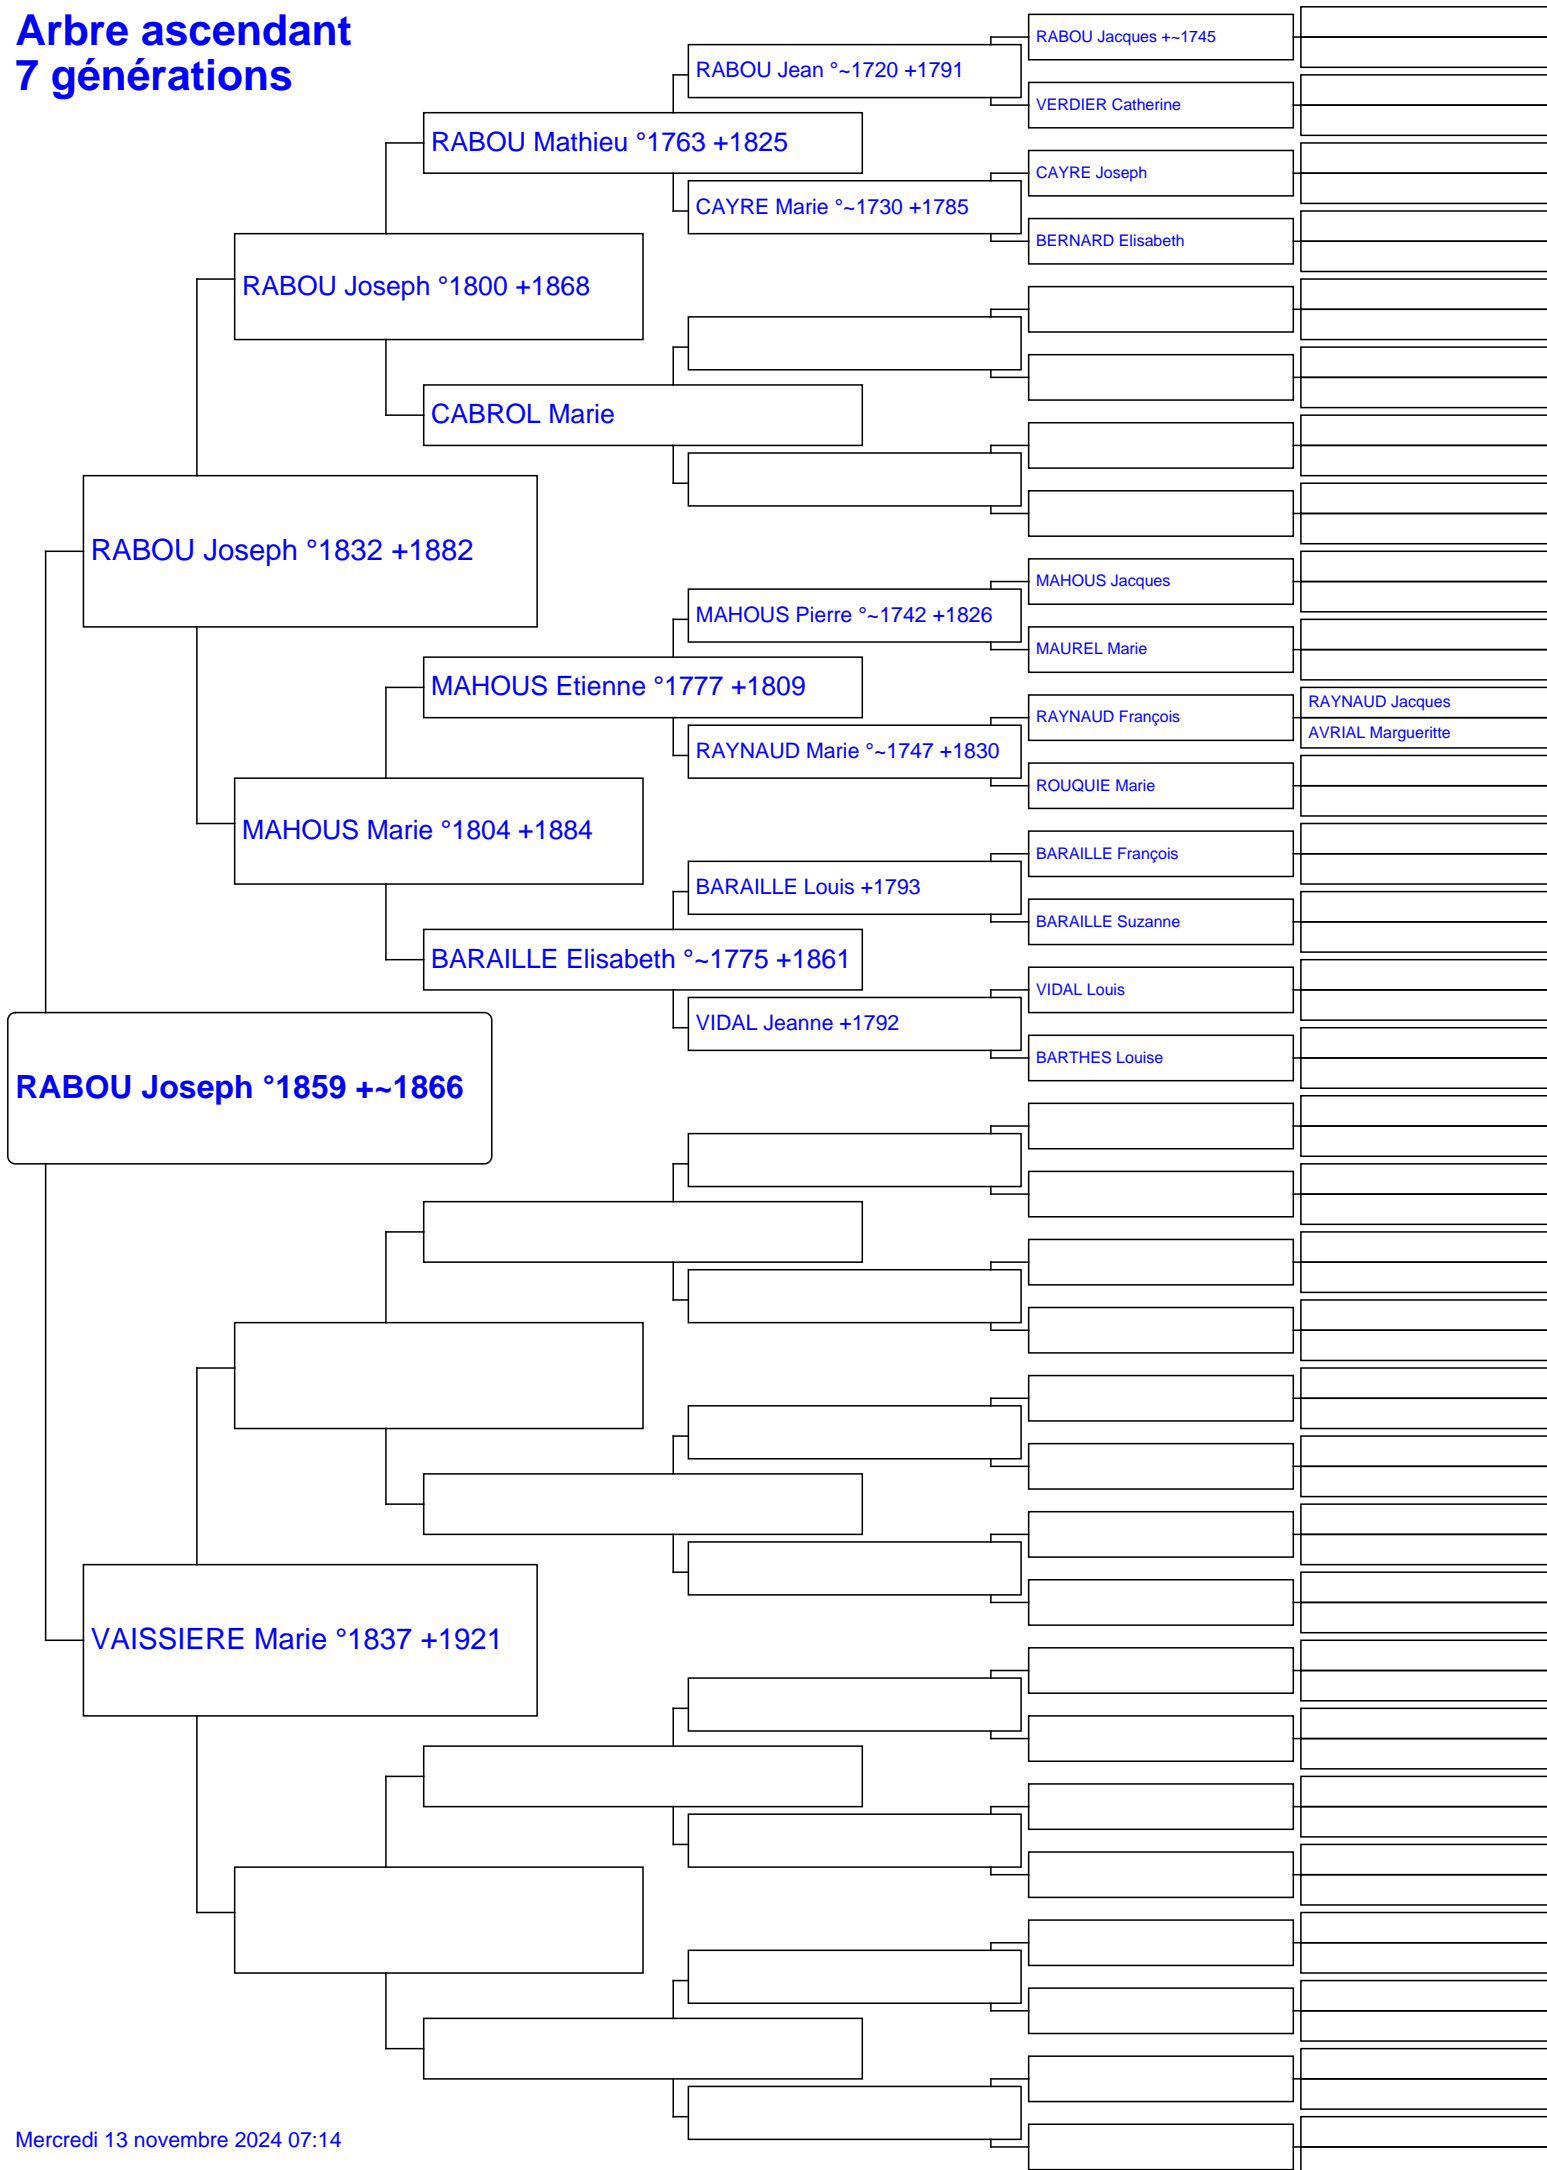 Arbre ascendant
7 générations
RABOU Jacques +~1745
RABOU Jean °~1720 +1791
VERDIER Catherine
RABOU Mathieu °1763 +1825
CAYRE Joseph
CAYRE Marie °~1730 +1785
BERNARD Elisabeth
RABOU Joseph °1800 +1868
CABROL Marie
RABOU Joseph °1832 +1882
MAHOUS Jacques
MAHOUS Pierre °~1742 +1826
MAUREL Marie
MAHOUS Etienne °1777 +1809
RAYNAUD Jacques
RAYNAUD François
AVRIAL Margueritte
RAYNAUD Marie °~1747 +1830
ROUQUIE Marie
MAHOUS Marie °1804 +1884
BARAILLE François
BARAILLE Louis +1793
BARAILLE Suzanne
BARAILLE Elisabeth °~1775 +1861
VIDAL Louis
VIDAL Jeanne +1792
BARTHES Louise
RABOU Joseph °1859 +~1866
VAISSIERE Marie °1837 +1921
Mercredi 13 novembre 2024 07:14